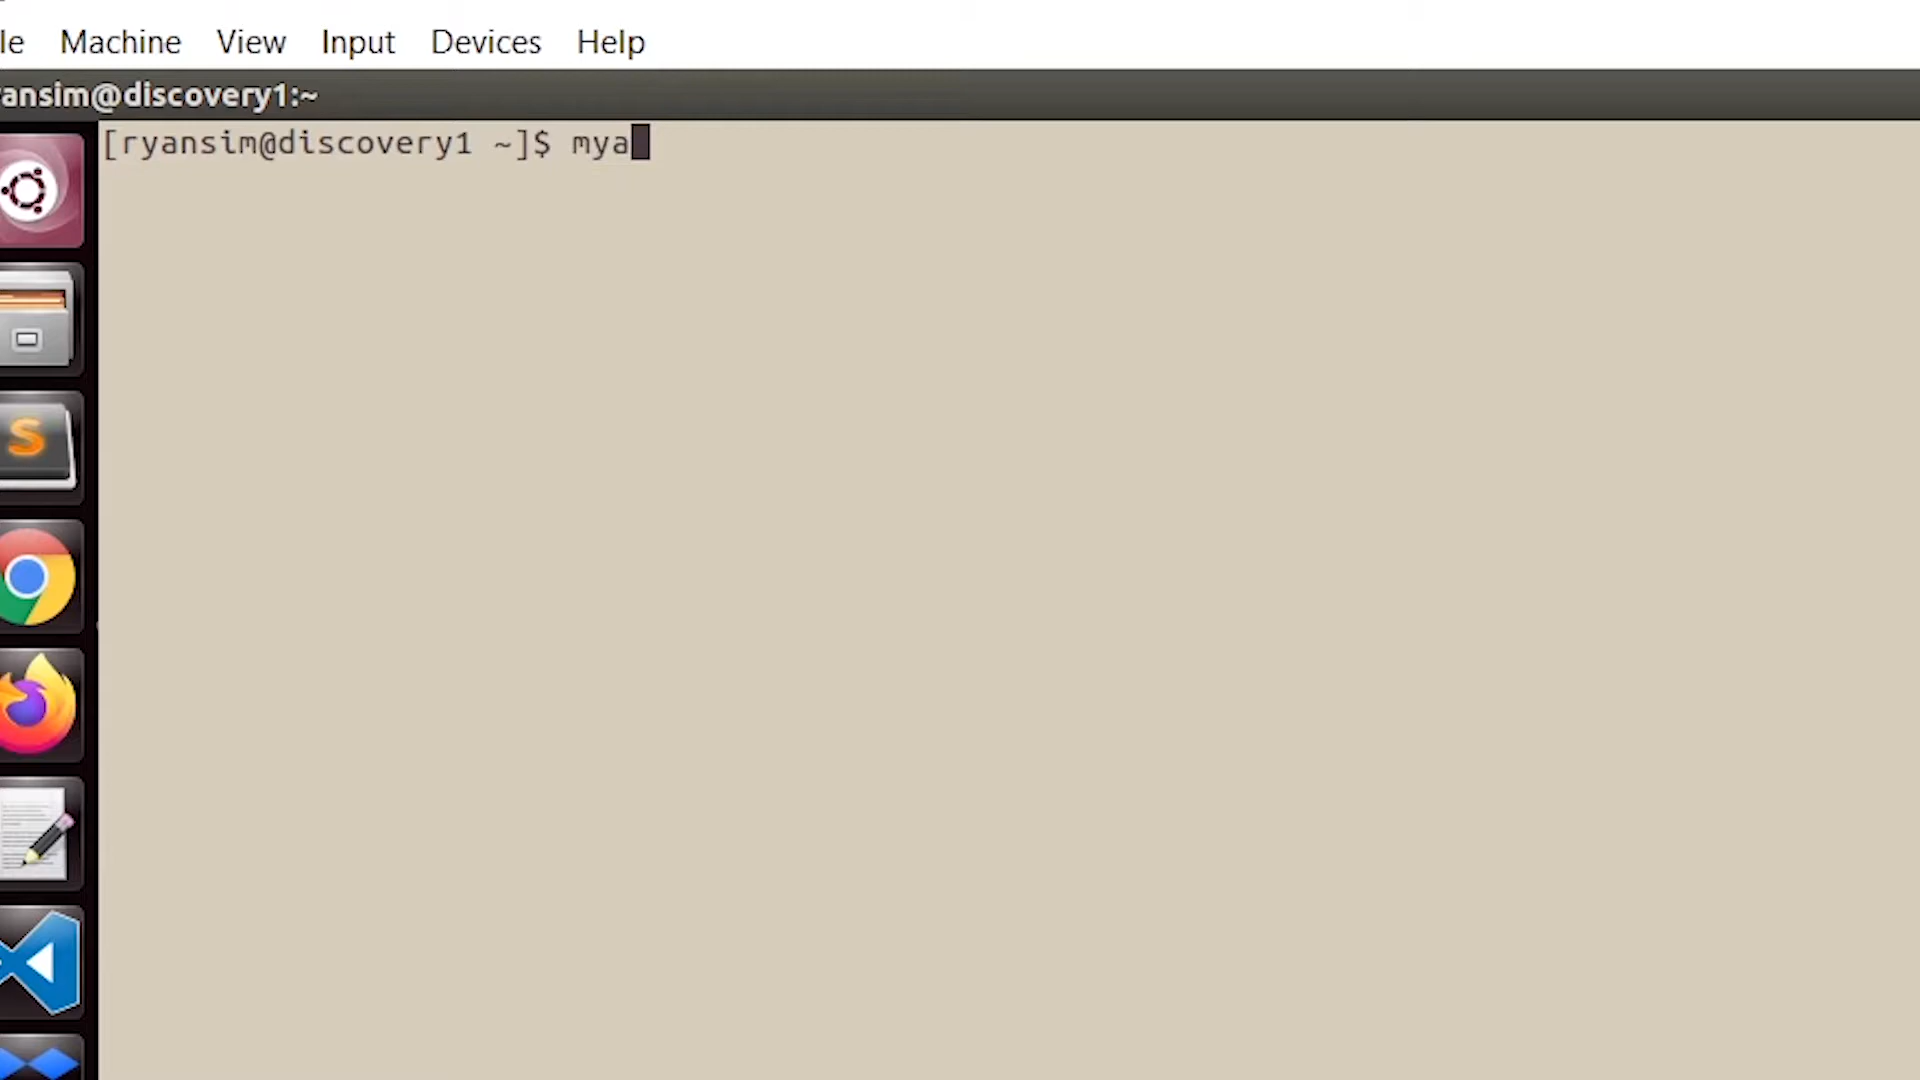 le Machine View Input Devices Help
ansim@discovery1:~
[ryansim@discovery1 ~]$ mya
S